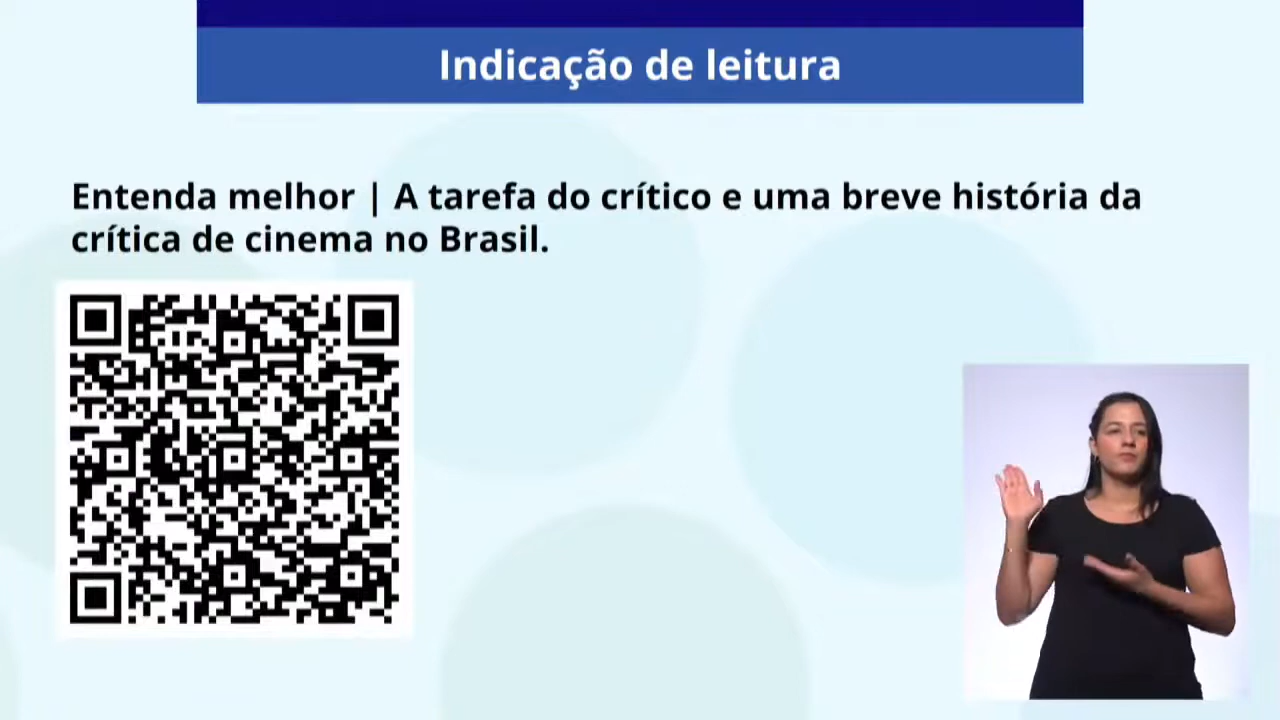 Indicação de leitura
Entenda melhor | A tarefa do crítico e uma breve história da
crítica de cinema no Brasil.